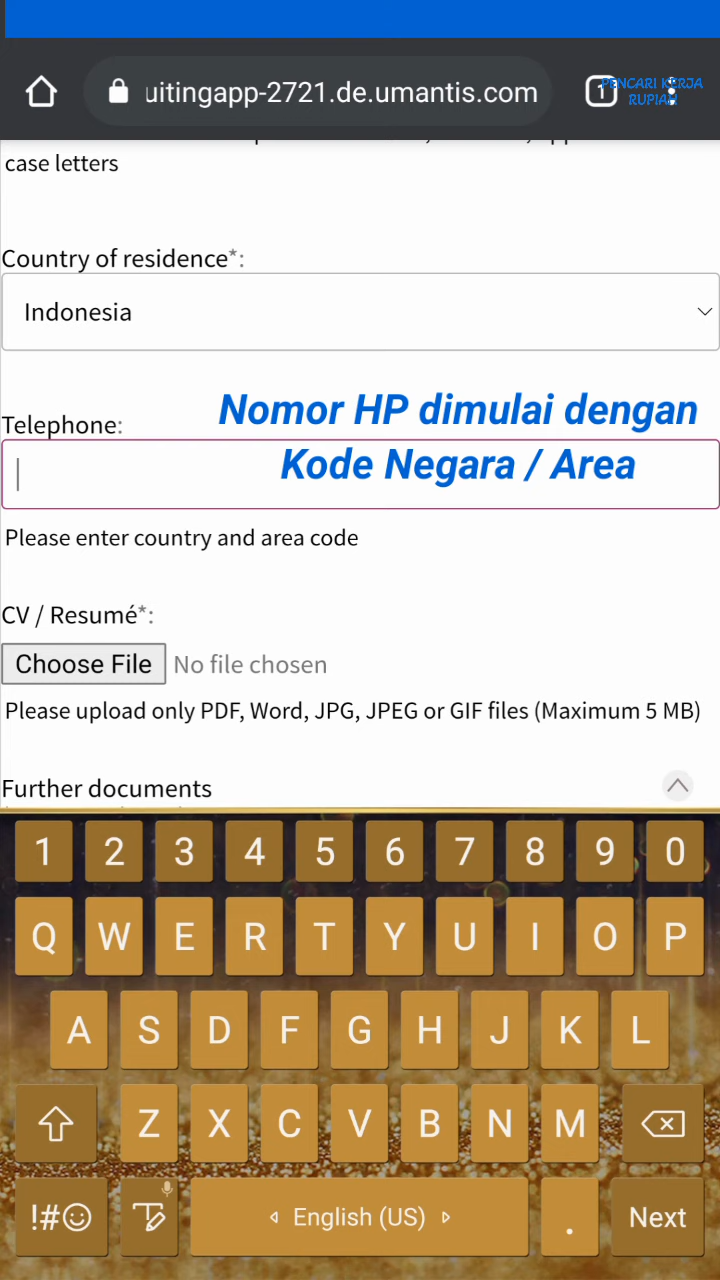 uitingapp-2721.de.umantis.com
1
PENCARI KERJA
RUPIAH
case letters
Country of residence*:
Indonesia
Nomor HP dimulai dengan
Telephone:
Kode Negara / Area
Please enter country and area code
CV / Resumé*:
Choose File No file chosen
Please upload only PDF, Word, JPG, JPEG or GIF files (Maximum 5 MB)
Further documents
1 2 3 4 5 6 7 8 9 0
Q W E R T Y U I O P
A S D F G H J K L
Z X C V B N M
!#☺ T English (US) . Next